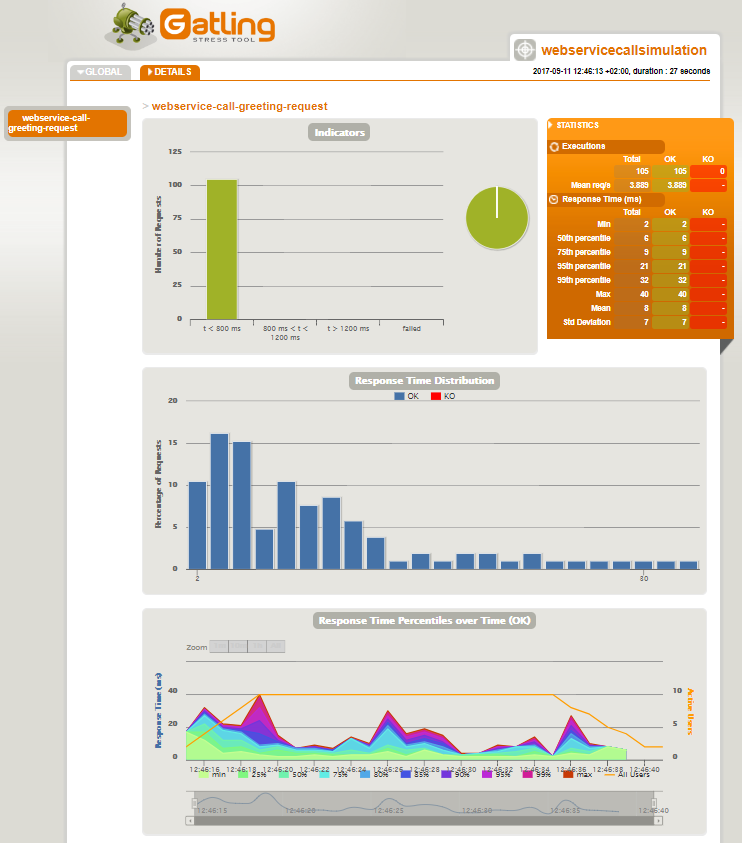 Gatling
STRESS TOOL
webservicecallsimulation
GLOBAL
DETAILS
2017-09-11 12:46:13 +02:00, duration : 27 seconds
> webservice-call-greeting-request
webservice-call-
greeting-request
Indicators
125
100
75
50
25
0
Number of Requests
t < 800 ms
800 ms < t <
1200 ms
t > 1200 ms
failed
STATISTICS
Executions
Total OK KO
105 105 0
Mean req/s 3.889 3.889 -
Response Time (ms)
Total OK KO
Min 2 2 -
50th percentile 6 6 -
75th percentile 9 9 -
95th percentile 21 21 -
99th percentile 32 32 -
Max 40 40 -
Mean 8 8 -
Std Deviation 7 7 -
Response Time Distribution
OK KO
20
15
10
5
0
Percentage of Requests
2 30
Response Time Percentiles over Time (OK)
Zoom
Response Time (ms)
40
20
0
Active Users
10
5
0
12:46:16 12:46:18 12:46:20 12:46:22 12:46:24 12:46:26 12:46:28 12:46:30 12:46:32 12:46:34 12:46:36 12:46:38 12:46:40
min 25% 50% 75% 80% 85% 90% 95% 99% max All Users
12:46:15 12:46:20 12:46:25 12:46:30 12:46:35 12:46:40